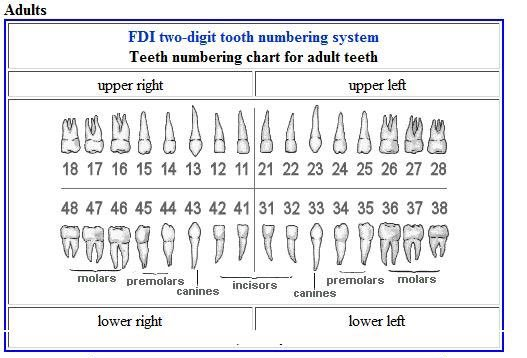 Adults
FDI two-digit tooth numbering system
Teeth numbering chart for adult teeth
upper right upper left
18 17 16 15 14 13 12 11 21 22 23 24 25 26 27 28
48 47 46 45 44 43 42 41 31 32 33 34 35 36 37 38
molars premolars canines incisors canines premolars molars
lower right lower left